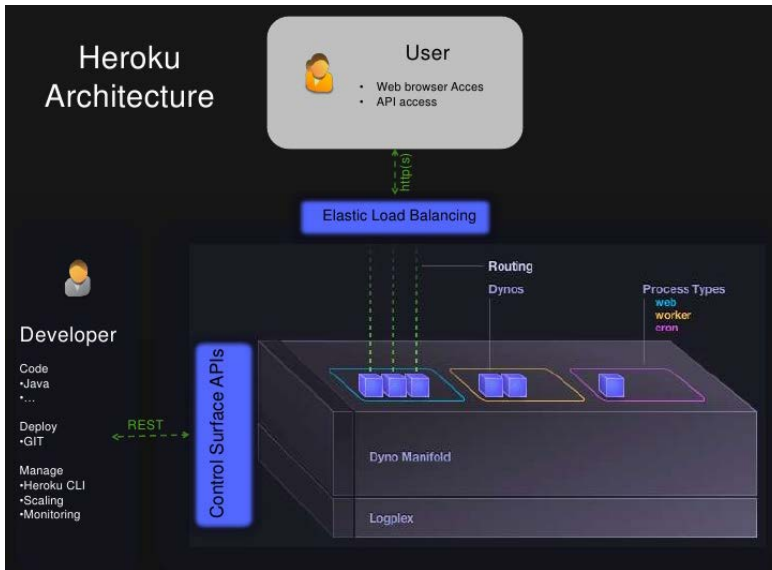 Heroku
Architecture
User
• Web browser Acces
• API access
http(s)
Elastic Load Balancing
Routing
Dynos
Process Types
web
worker
cron
Developer
Code
•Java
•...
Deploy
•GIT
Manage
•Heroku CLI
•Scaling
•Monitoring
REST
Control Surface APIs
Dyno Manifold
Logplex